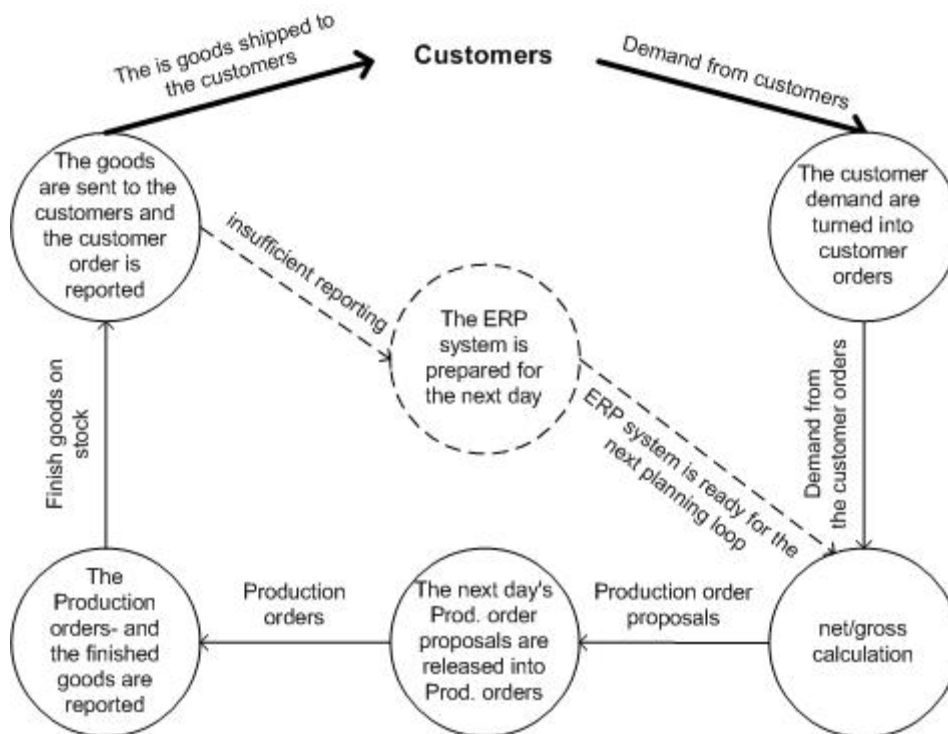 The is goods shipped to
the customers
Customers
Demand from customers
The goods
are sent to the
customers and
the customer
order is
reported
The customer
demand are
turned into
customer
orders
insufficient reporting
The ERP
system is
prepared for
the next day
ERP system is ready for the
next planning loop
Demand from
the customer orders
Finish goods on
stock
The
Production
orders- and
the finished
goods are
reported
Production
orders
The next day's
Prod. order
proposals are
released into
Prod. orders
Production order
proposals
net/gross
calculation